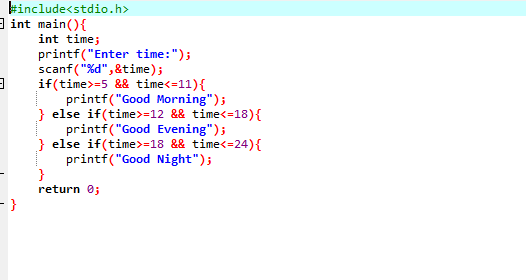 #include<stdio.h>
int main(){
    int time;
    printf("Enter time:");
    scanf("%d",&time);
    if(time>=5 && time<=11){
        printf("Good Morning");
    } else if(time>=12 && time<=18){
        printf("Good Evening");
    } else if(time>=18 && time<=24){
        printf("Good Night");
    }
    return 0;
}